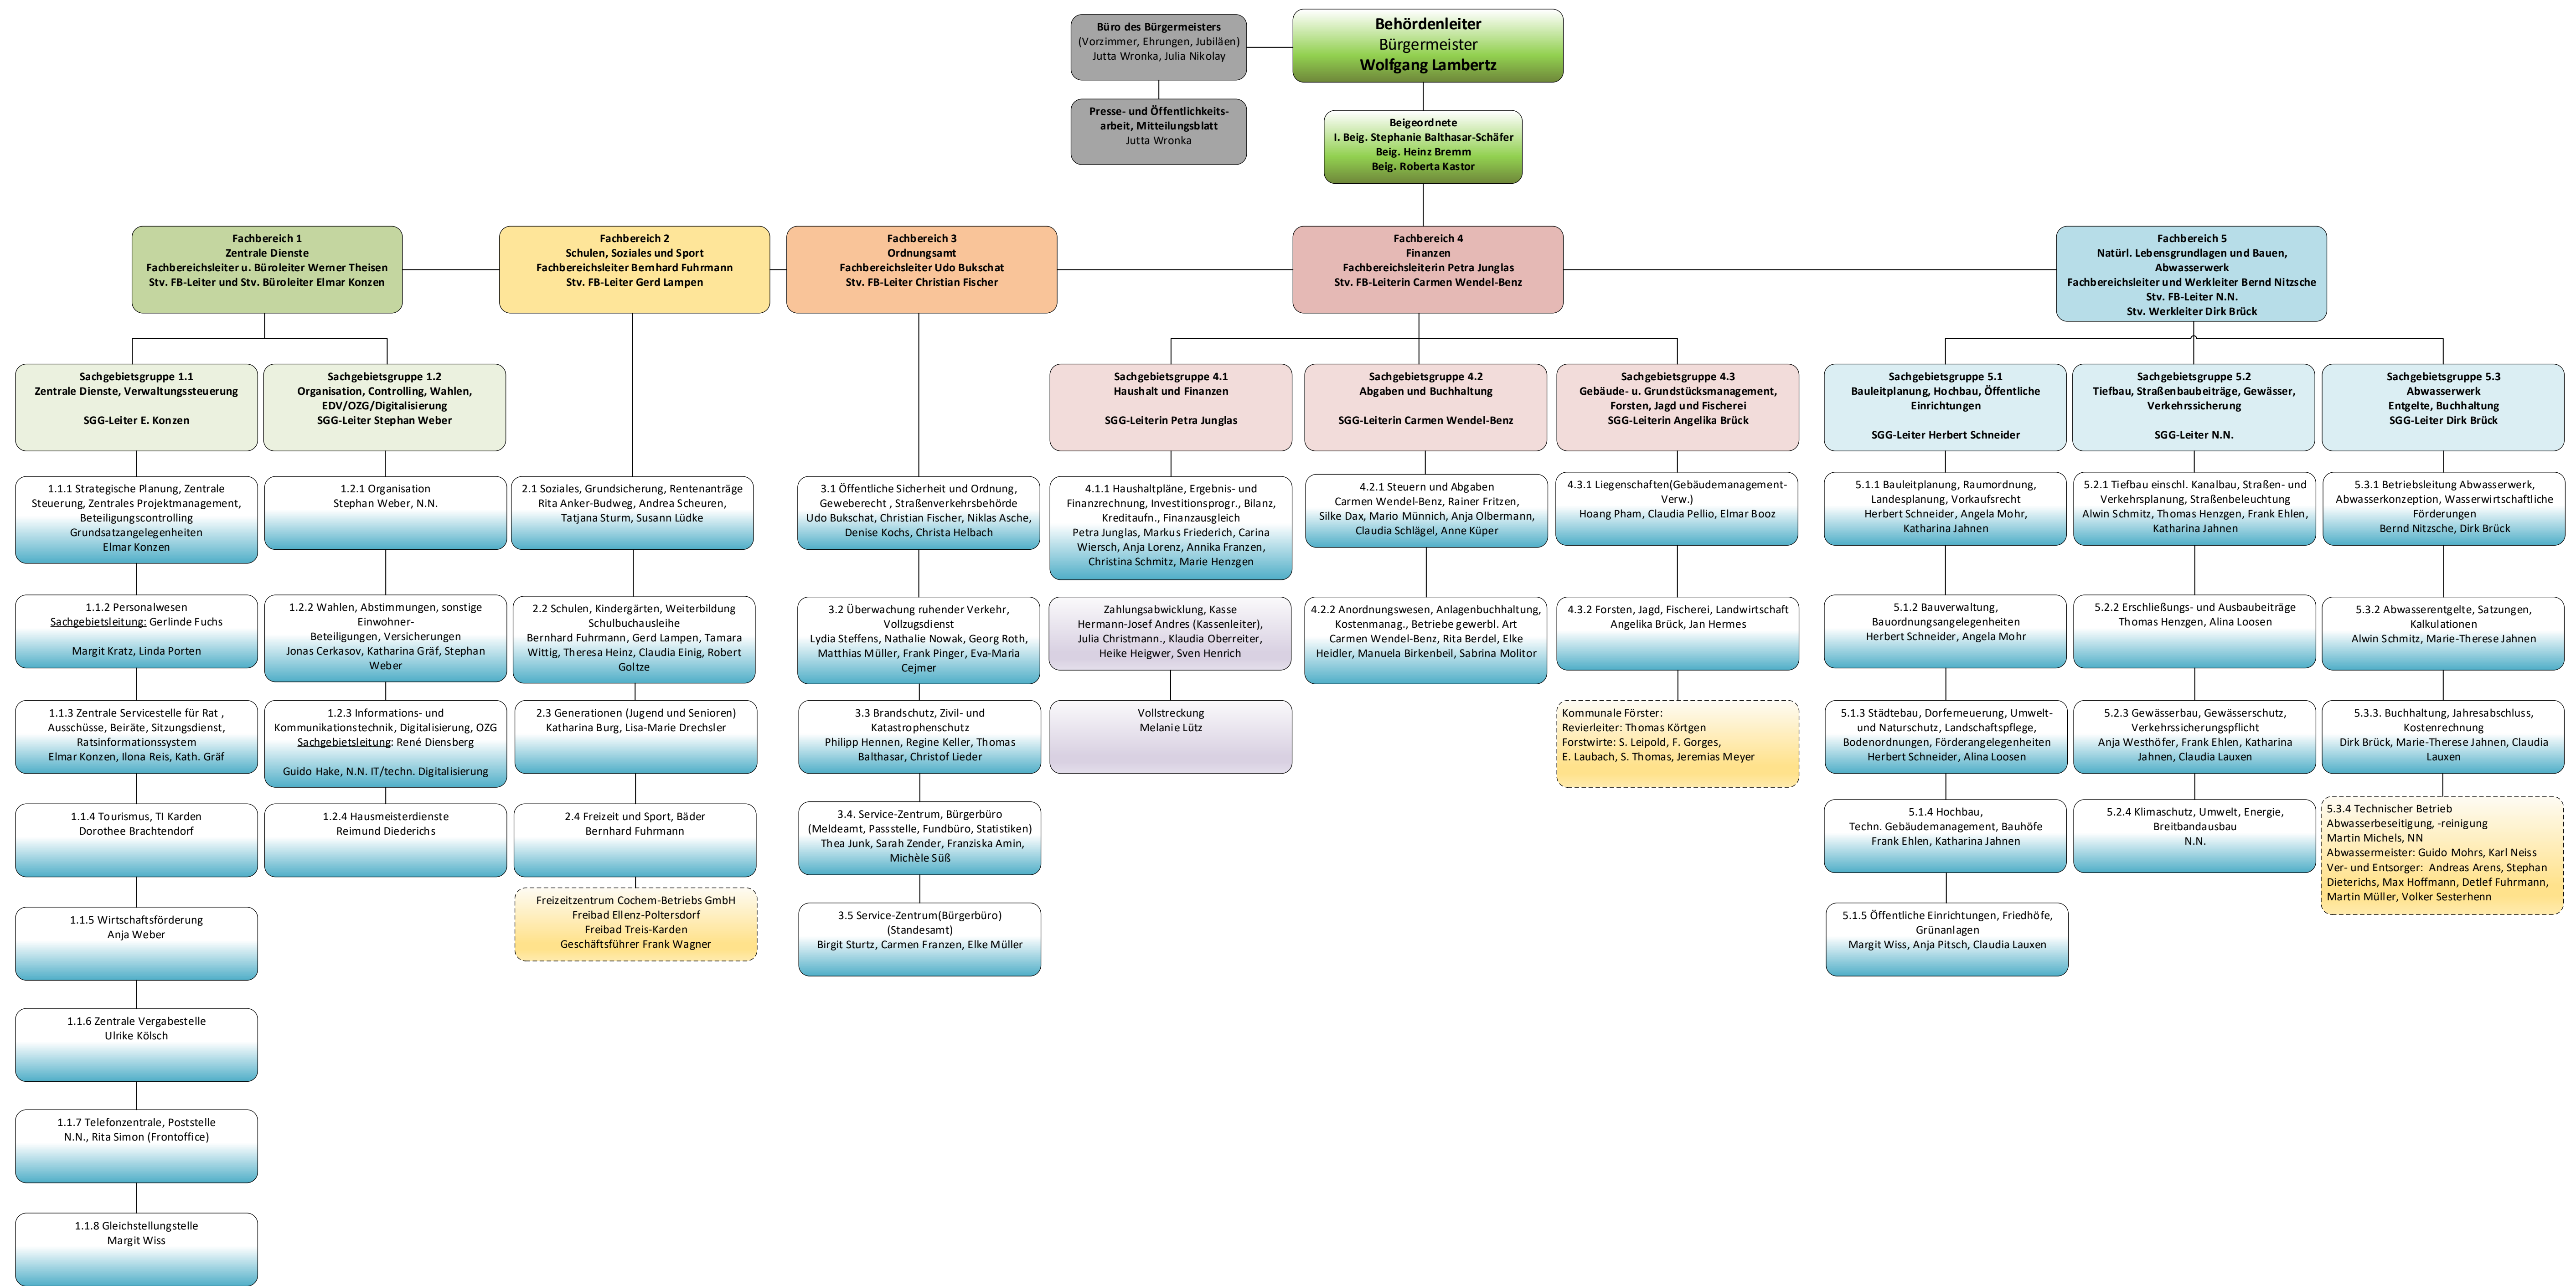 Büro des Bürgermeisters
(Vorzimmer, Ehrungen, Jubiläen)
Jutta Wronka, Julia Nikolay
Behördenleiter
Bürgermeister
Wolfgang Lambertz
Presse- und Öffentlichkeits-
arbeit, Mitteilungsblatt
Jutta Wronka
Beigeordnete
I. Beig. Stephanie Balthasar-Schäfer
Beig. Heinz Bremm
Beig. Roberta Kastor
Fachbereich 1
Zentrale Dienste
Fachbereichsleiter u. Büroleiter Werner Theisen
Stv. FB-Leiter und Stv. Büroleiter Elmar Konzen
Fachbereich 2
Schulen, Soziales und Sport
Fachbereichsleiter Bernhard Fuhrmann
Stv. FB-Leiter Gerd Lampen
Fachbereich 3
Ordnungsamt
Fachbereichsleiter Udo Bukschat
Stv. FB-Leiter Christian Fischer
Fachbereich 4
Finanzen
Fachbereichsleiterin Petra Junglas
Stv. FB-Leiterin Carmen Wendel-Benz
Fachbereich 5
Natürl. Lebensgrundlagen und Bauen,
Abwasserwerk
Fachbereichsleiter und Werkleiter Bernd Nitzsche
Stv. FB-Leiter N.N.
Stv. Werkleiter Dirk Brück
Sachgebietsgruppe 1.1
Zentrale Dienste, Verwaltungssteuerung
SGG-Leiter E. Konzen
Sachgebietsgruppe 1.2
Organisation, Controlling, Wahlen,
EDV/OZG/Digitalisierung
SGG-Leiter Stephan Weber
Sachgebietsgruppe 4.1
Haushalt und Finanzen
SGG-Leiterin Petra Junglas
Sachgebietsgruppe 4.2
Abgaben und Buchhaltung
SGG-Leiterin Carmen Wendel-Benz
Sachgebietsgruppe 4.3
Gebäude- u. Grundstücksmanagement,
Forsten, Jagd und Fischerei
SGG-Leiterin Angelika Brück
Sachgebietsgruppe 5.1
Bauleitplanung, Hochbau, Öffentliche
Einrichtungen
SGG-Leiter Herbert Schneider
Sachgebietsgruppe 5.2
Tiefbau, Straßenbaubeiträge, Gewässer,
Verkehrssicherung
SGG-Leiter N.N.
Sachgebietsgruppe 5.3
Abwasserwerk
Entgelte, Buchhaltung
SGG-Leiter Dirk Brück
1.1.1 Strategische Planung, Zentrale
Steuerung, Zentrales Projektmanagement,
Beteiligungscontrolling
Grundsatzangelegenheiten
Elmar Konzen
1.2.1 Organisation
Stephan Weber, N.N.
2.1 Soziales, Grundsicherung, Rentenanträge
Rita Anker-Budweg, Andrea Scheuren,
Tatjana Sturm, Susann Lüdke
3.1 Öffentliche Sicherheit und Ordnung,
Geweberecht , Straßenverkehrsbehörde
Udo Bukschat, Christian Fischer, Niklas Asche,
Denise Kochs, Christa Helbach
4.1.1 Haushaltpläne, Ergebnis- und
Finanzrechnung, Investitionsprogr., Bilanz,
Kreditaufn., Finanzausgleich
Petra Junglas, Markus Friederich, Carina
Wiersch, Anja Lorenz, Annika Franzen,
Christina Schmitz, Marie Henzgen
4.2.1 Steuern und Abgaben
Carmen Wendel-Benz, Rainer Fritzen,
Silke Dax, Mario Münnich, Anja Olbermann,
Claudia Schlägel, Anne Küper
4.3.1 Liegenschaften(Gebäudemanagement-
Verw.)
Hoang Pham, Claudia Pellio, Elmar Booz
5.1.1 Bauleitplanung, Raumordnung,
Landesplanung, Vorkaufsrecht
Herbert Schneider, Angela Mohr,
Katharina Jahnen
5.2.1 Tiefbau einschl. Kanalbau, Straßen- und
Verkehrsplanung, Straßenbeleuchtung
Alwin Schmitz, Thomas Henzgen, Frank Ehlen,
Katharina Jahnen
5.3.1 Betriebsleitung Abwasserwerk,
Abwasserkonzeption, Wasserwirtschaftliche
Förderungen
Bernd Nitzsche, Dirk Brück
1.1.2 Personalwesen
Sachgebietsleitung: Gerlinde Fuchs
Margit Kratz, Linda Porten
1.2.2 Wahlen, Abstimmungen, sonstige
Einwohner-
Beteiligungen, Versicherungen
Jonas Cerkasov, Katharina Gräf, Stephan
Weber
2.2 Schulen, Kindergärten, Weiterbildung
Schulbuchausleihe
Bernhard Fuhrmann, Gerd Lampen, Tamara
Wittig, Theresa Heinz, Claudia Einig, Robert
Goltze
3.2 Überwachung ruhender Verkehr,
Vollzugsdienst
Lydia Steffens, Nathalie Nowak, Georg Roth,
Matthias Müller, Frank Pinger, Eva-Maria
Cejmer
Zahlungsabwicklung, Kasse
Hermann-Josef Andres (Kassenleiter),
Julia Christmann., Klaudia Oberreiter,
Heike Heigwer, Sven Henrich
4.2.2 Anordnungswesen, Anlagenbuchhaltung,
Kostenmanag., Betriebe gewerbl. Art
Carmen Wendel-Benz, Rita Berdel, Elke
Heidler, Manuela Birkenbeil, Sabrina Molitor
4.3.2 Forsten, Jagd, Fischerei, Landwirtschaft
Angelika Brück, Jan Hermes
5.1.2 Bauverwaltung,
Bauordnungsangelegenheiten
Herbert Schneider, Angela Mohr
5.2.2 Erschließungs- und Ausbaubeiträge
Thomas Henzgen, Alina Loosen
5.3.2 Abwasserentgelte, Satzungen,
Kalkulationen
Alwin Schmitz, Marie-Therese Jahnen
1.1.3 Zentrale Servicestelle für Rat ,
Ausschüsse, Beiräte, Sitzungsdienst,
Ratsinformationssystem
Elmar Konzen, Ilona Reis, Kath. Gräf
1.2.3 Informations- und
Kommunikationstechnik, Digitalisierung, OZG
Sachgebietsleitung: René Diensberg
Guido Hake, N.N. IT/techn. Digitalisierung
2.3 Generationen (Jugend und Senioren)
Katharina Burg, Lisa-Marie Drechsler
3.3 Brandschutz, Zivil- und
Katastrophenschutz
Philipp Hennen, Regine Keller, Thomas
Balthasar, Christof Lieder
Vollstreckung
Melanie Lütz
Kommunale Förster:
Revierleiter: Thomas Körtgen
Forstwirte: S. Leipold, F. Gorges,
E. Laubach, S. Thomas, Jeremias Meyer
5.1.3 Städtebau, Dorferneuerung, Umwelt-
und Naturschutz, Landschaftspflege,
Bodenordnungen, Förderangelegenheiten
Herbert Schneider, Alina Loosen
5.2.3 Gewässerbau, Gewässerschutz,
Verkehrssicherungspflicht
Anja Westhöfer, Frank Ehlen, Katharina
Jahnen, Claudia Lauxen
5.3.3. Buchhaltung, Jahresabschluss,
Kostenrechnung
Dirk Brück, Marie-Therese Jahnen, Claudia
Lauxen
1.1.4 Tourismus, TI Karden
Dorothee Brachtendorf
1.2.4 Hausmeisterdienste
Reimund Diederichs
2.4 Freizeit und Sport, Bäder
Bernhard Fuhrmann
3.4. Service-Zentrum, Bürgerbüro
(Meldeamt, Passstelle, Fundbüro, Statistiken)
Thea Junk, Sarah Zender, Franziska Amin,
Michèle Süß
5.1.4 Hochbau,
Techn. Gebäudemanagement, Bauhöfe
Frank Ehlen, Katharina Jahnen
5.2.4 Klimaschutz, Umwelt, Energie,
Breitbandausbau
N.N.
5.3.4 Technischer Betrieb
Abwasserbeseitigung, -reinigung
Martin Michels, NN
Abwassermeister: Guido Mohrs, Karl Neiss
Ver- und Entsorger: Andreas Arens, Stephan
Dieterichs, Max Hoffmann, Detlef Fuhrmann,
Martin Müller, Volker Sesterhenn
Freizeitzentrum Cochem-Betriebs GmbH
Freibad Ellenz-Poltersdorf
Freibad Treis-Karden
Geschäftsführer Frank Wagner
1.1.5 Wirtschaftsförderung
Anja Weber
3.5 Service-Zentrum(Bürgerbüro)
(Standesamt)
Birgit Sturtz, Carmen Franzen, Elke Müller
5.1.5 Öffentliche Einrichtungen, Friedhöfe,
Grünanlagen
Margit Wiss, Anja Pitsch, Claudia Lauxen
1.1.6 Zentrale Vergabestelle
Ulrike Kölsch
1.1.7 Telefonzentrale, Poststelle
N.N., Rita Simon (Frontoffice)
1.1.8 Gleichstellungstelle
Margit Wiss